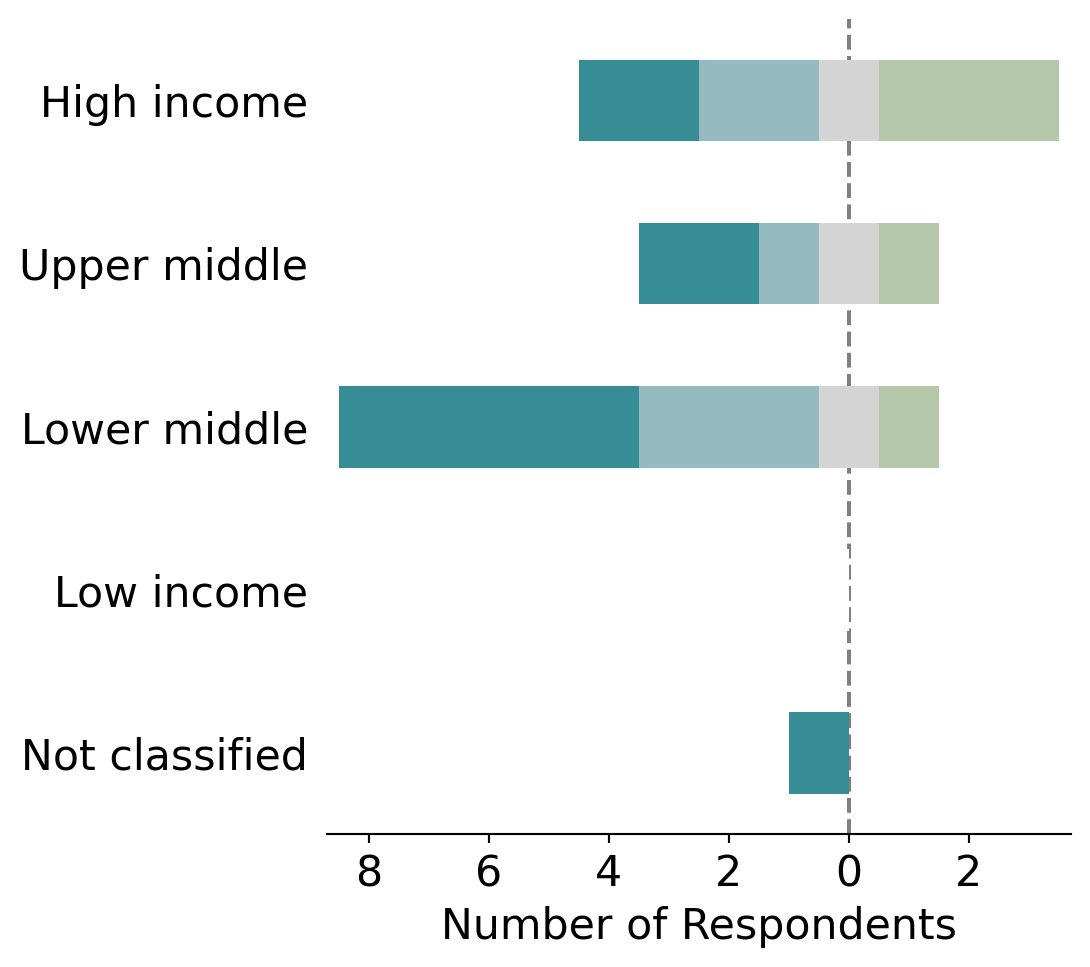 High income
Upper middle
Lower middle
Low income
Not classified
8 6 4 2 0 2
Number of Respondents